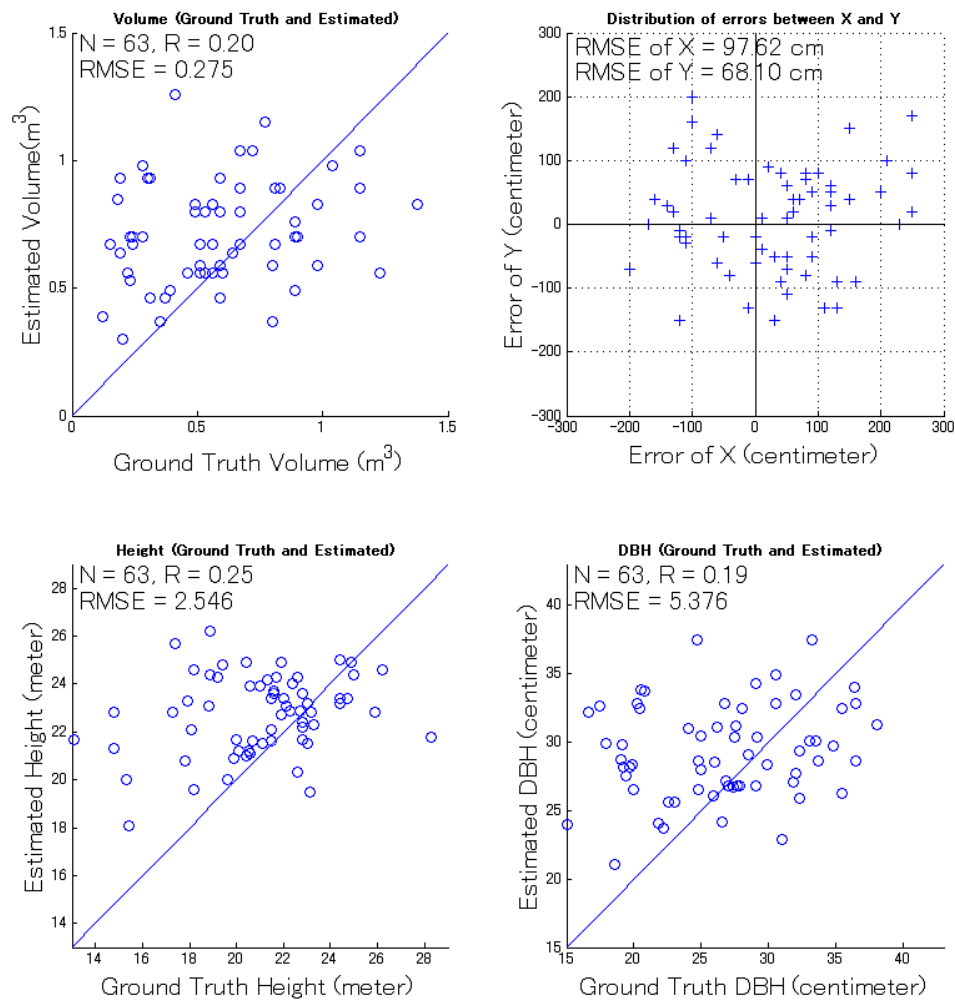 Volume (Ground Truth and Estimated)
N = 63, R = 0.20
RMSE = 0.275
1.5
1
0.5
0
Estimated Volume(m³)
0
0.5
1
1.5
Ground Truth Volume (m³)
Distribution of errors between X and Y
RMSE of X = 97.62 cm
RMSE of Y = 68.10 cm
300
200
100
0
-100
-200
-300
Error of Y (centimeter)
-300
-200
-100
0
100
200
300
Error of X (centimeter)
Height (Ground Truth and Estimated)
N = 63, R = 0.25
RMSE = 2.546
28
26
24
22
20
18
16
14
Estimated Height (meter)
14
16
18
20
22
24
26
28
Ground Truth Height (meter)
DBH (Ground Truth and Estimated)
N = 63, R = 0.19
RMSE = 5.376
40
35
30
25
20
15
Estimated DBH (centimeter)
15
20
25
30
35
40
Ground Truth DBH (centimeter)